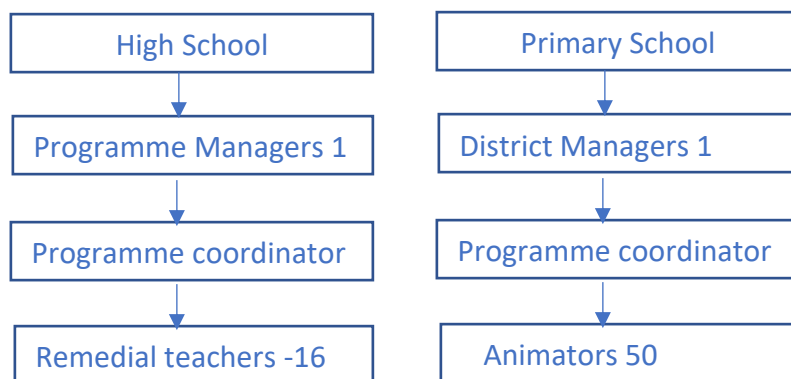 High School
Programme Managers 1
Programme coordinator
Remedial teachers -16
Primary School
District Managers 1
Programme coordinator
Animators 50